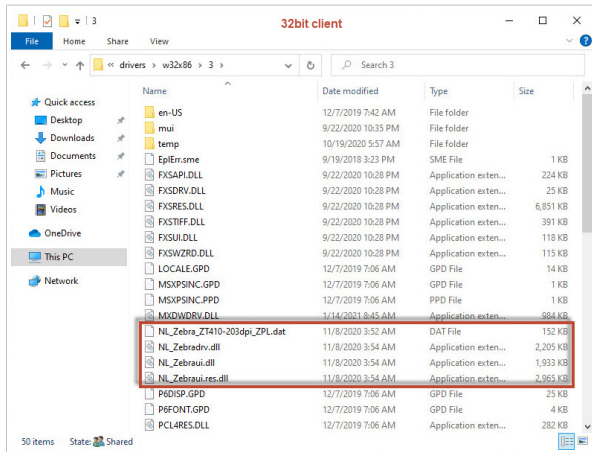 3
32bit client
File Home Share View
« drivers › w32x86 › 3 ›
Search 3
Name Date modified Type Size
Quick access
Desktop
Downloads
Documents
Pictures
Music
Videos
OneDrive
This PC
Network
en-US 12/7/2019 7:42 AM File folder
mui 9/22/2020 10:35 PM File folder
temp 10/19/2020 5:57 AM File folder
EplErr.sme 9/19/2018 3:23 PM SME File 1 KB
FXSAPI.DLL 9/22/2020 10:28 PM Application exten... 224 KB
FXSDRV.DLL 9/22/2020 10:28 PM Application exten... 25 KB
FXSRES.DLL 9/22/2020 10:28 PM Application exten... 6,851 KB
FXSTIFF.DLL 9/22/2020 10:28 PM Application exten... 391 KB
FXSUI.DLL 9/22/2020 10:28 PM Application exten... 118 KB
FXSWZRD.DLL 9/22/2020 10:28 PM Application exten... 115 KB
LOCALE.GPD 12/7/2019 7:06 AM GPD File 14 KB
MSXPSINC.GPD 12/7/2019 7:06 AM GPD File 1 KB
MSXPSINC.PPD 12/7/2019 7:06 AM PPD File 1 KB
MXDWDRV.DLL 1/14/2021 8:45 AM Application exten... 984 KB
NL_Zebra_ZT410-203dpi_ZPL.dat 11/8/2020 3:52 AM DAT File 152 KB
NL_Zebradrv.dll 11/8/2020 3:54 AM Application exten... 2,205 KB
NL_Zebraui.dll 11/8/2020 3:54 AM Application exten... 1,933 KB
NL_Zebraui.res.dll 11/8/2020 3:54 AM Application exten... 2,965 KB
P6DISP.GPD 12/7/2019 7:06 AM GPD File 25 KB
P6FONT.GPD 12/7/2019 7:06 AM GPD File 4 KB
PCL4RES.DLL 12/7/2019 7:06 AM Application exten... 282 KB
50 items State: Shared